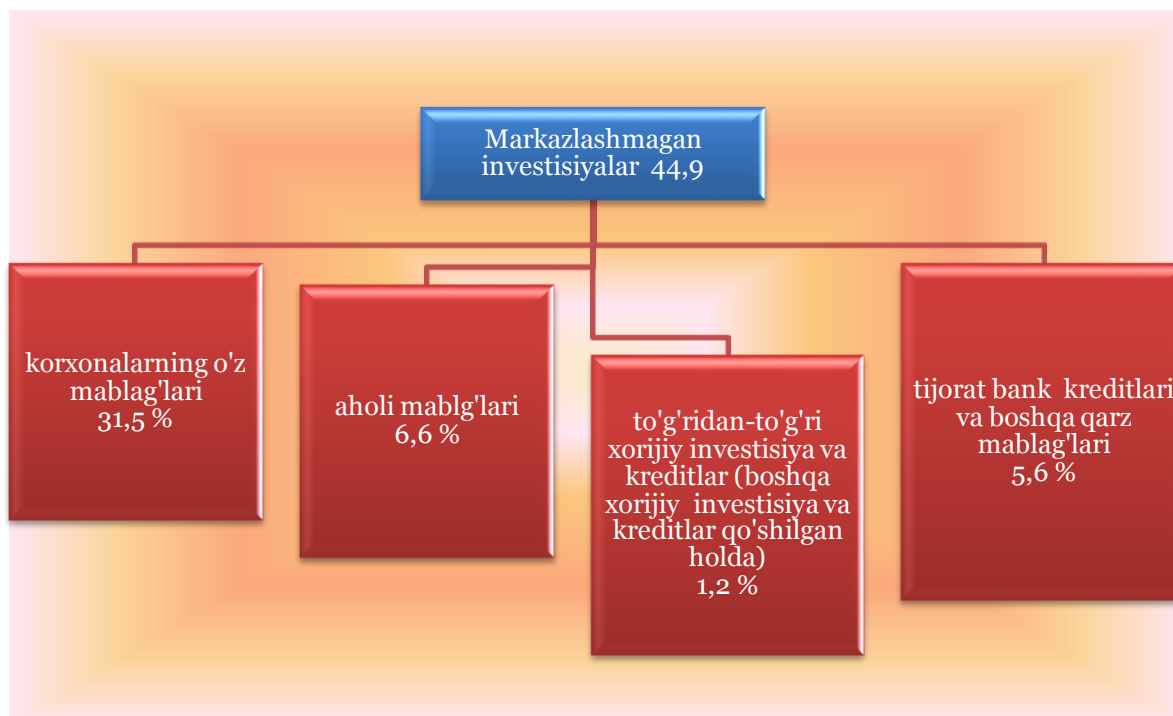 Markazlashmagan
investisiyalar 44,9
korxonalarning o'z
mablag'lari
31,5 %
aholi mablg'lari
6,6 %
to'g'ridan-to'g'ri
xorijiy investisiya va
kreditlar (boshqa
xorijiy investisiya va
kreditlar qo'shilgan
holda)
1,2 %
tijorat bank kreditlari
va boshqa qarz
mablag'lari
5,6 %